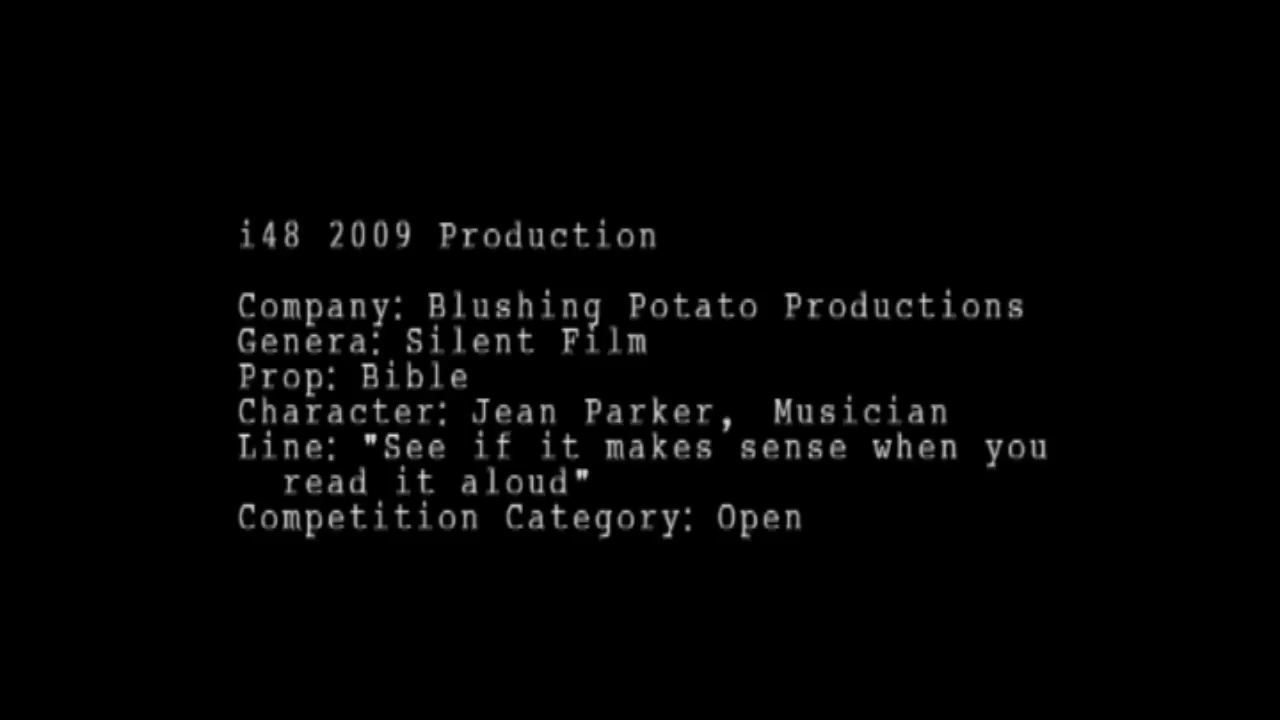 i48 2009 Production
Company: Blushing Potato Productions
Genera: Silent Film
Prop: Bible
Character: Jean Parker, Musician
Line: "See if it makes sense when you
read it aloud"
Competition Category: Open